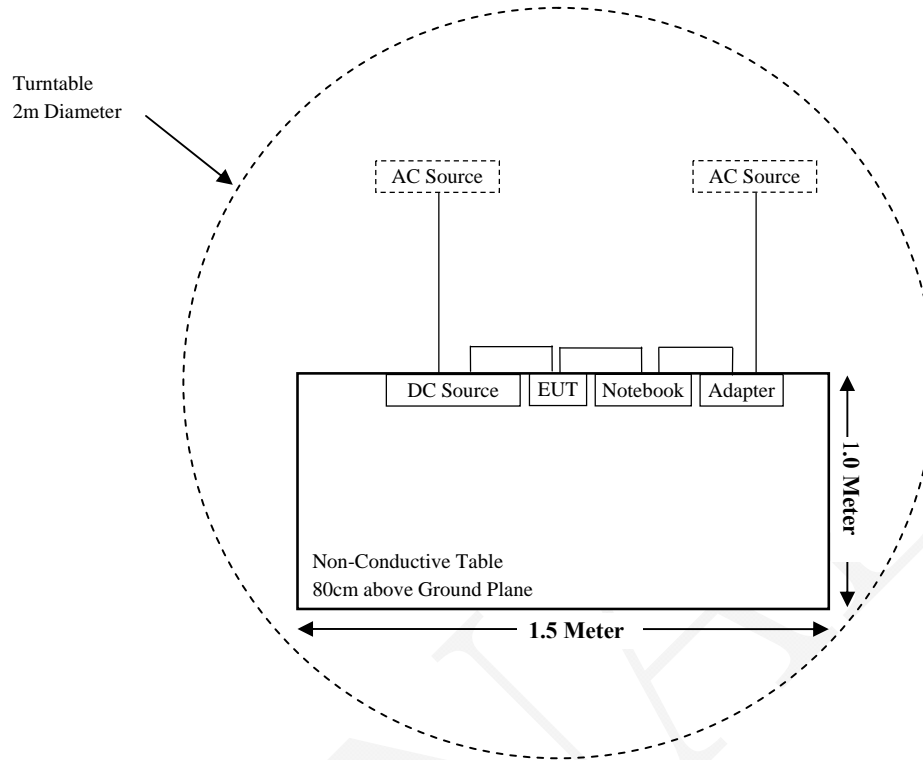 Turntable
2m Diameter
AC Source
AC Source
DC Source
EUT
Notebook
Adapter
1.0 Meter
Non-Conductive Table
80cm above Ground Plane
1.5 Meter